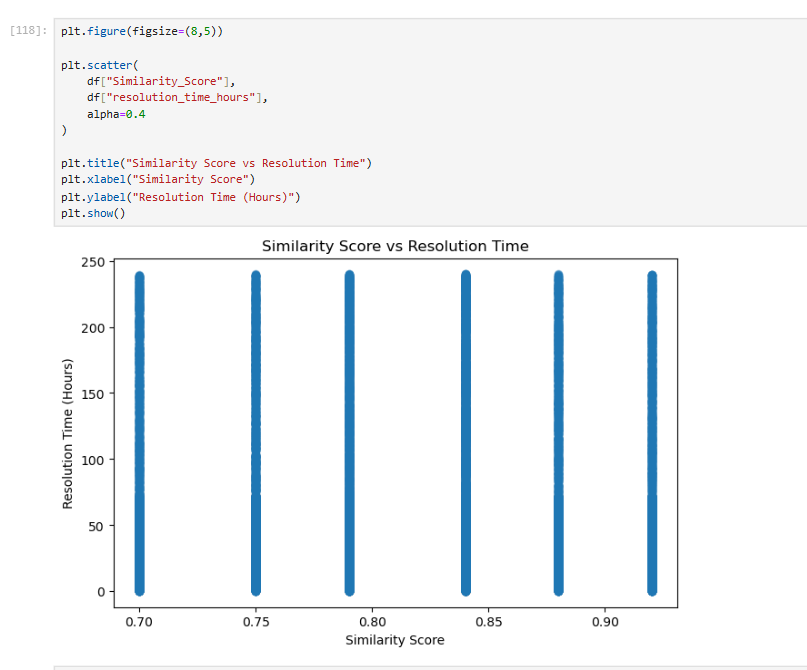 [118]:
plt.figure(figsize=(8,5))
plt.scatter(
df["Similarity_Score"],
df["resolution_time_hours"],
alpha=0.4
)
plt.title("Similarity Score vs Resolution Time")
plt.xlabel("Similarity Score")
plt.ylabel("Resolution Time (Hours)")
plt.show()
Similarity Score vs Resolution Time
Resolution Time (Hours)
250
200
150
100
50
0
0.70 0.75 0.80 0.85 0.90
Similarity Score